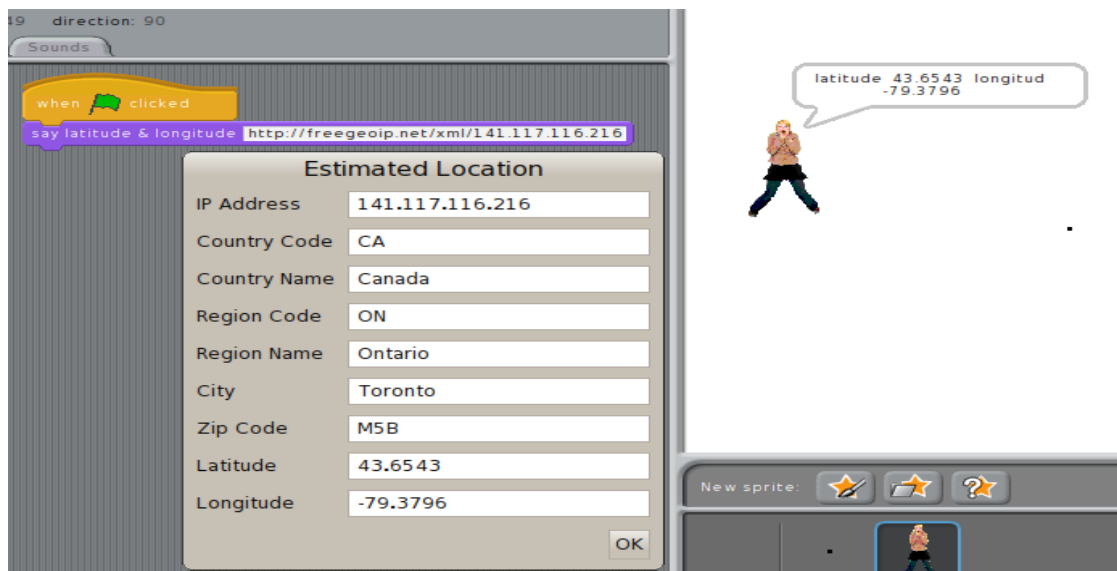 49 direction: 90
Sounds
when clicked
say latitude & longitude http://freegeoip.net/xml/141.117.116.216
Estimated Location
IP Address 141.117.116.216
Country Code CA
Country Name Canada
Region Code ON
Region Name Ontario
City Toronto
Zip Code M5B
Latitude 43.6543
Longitude -79.3796
OK
latitude 43.6543 longitud
-79.3796
New sprite: